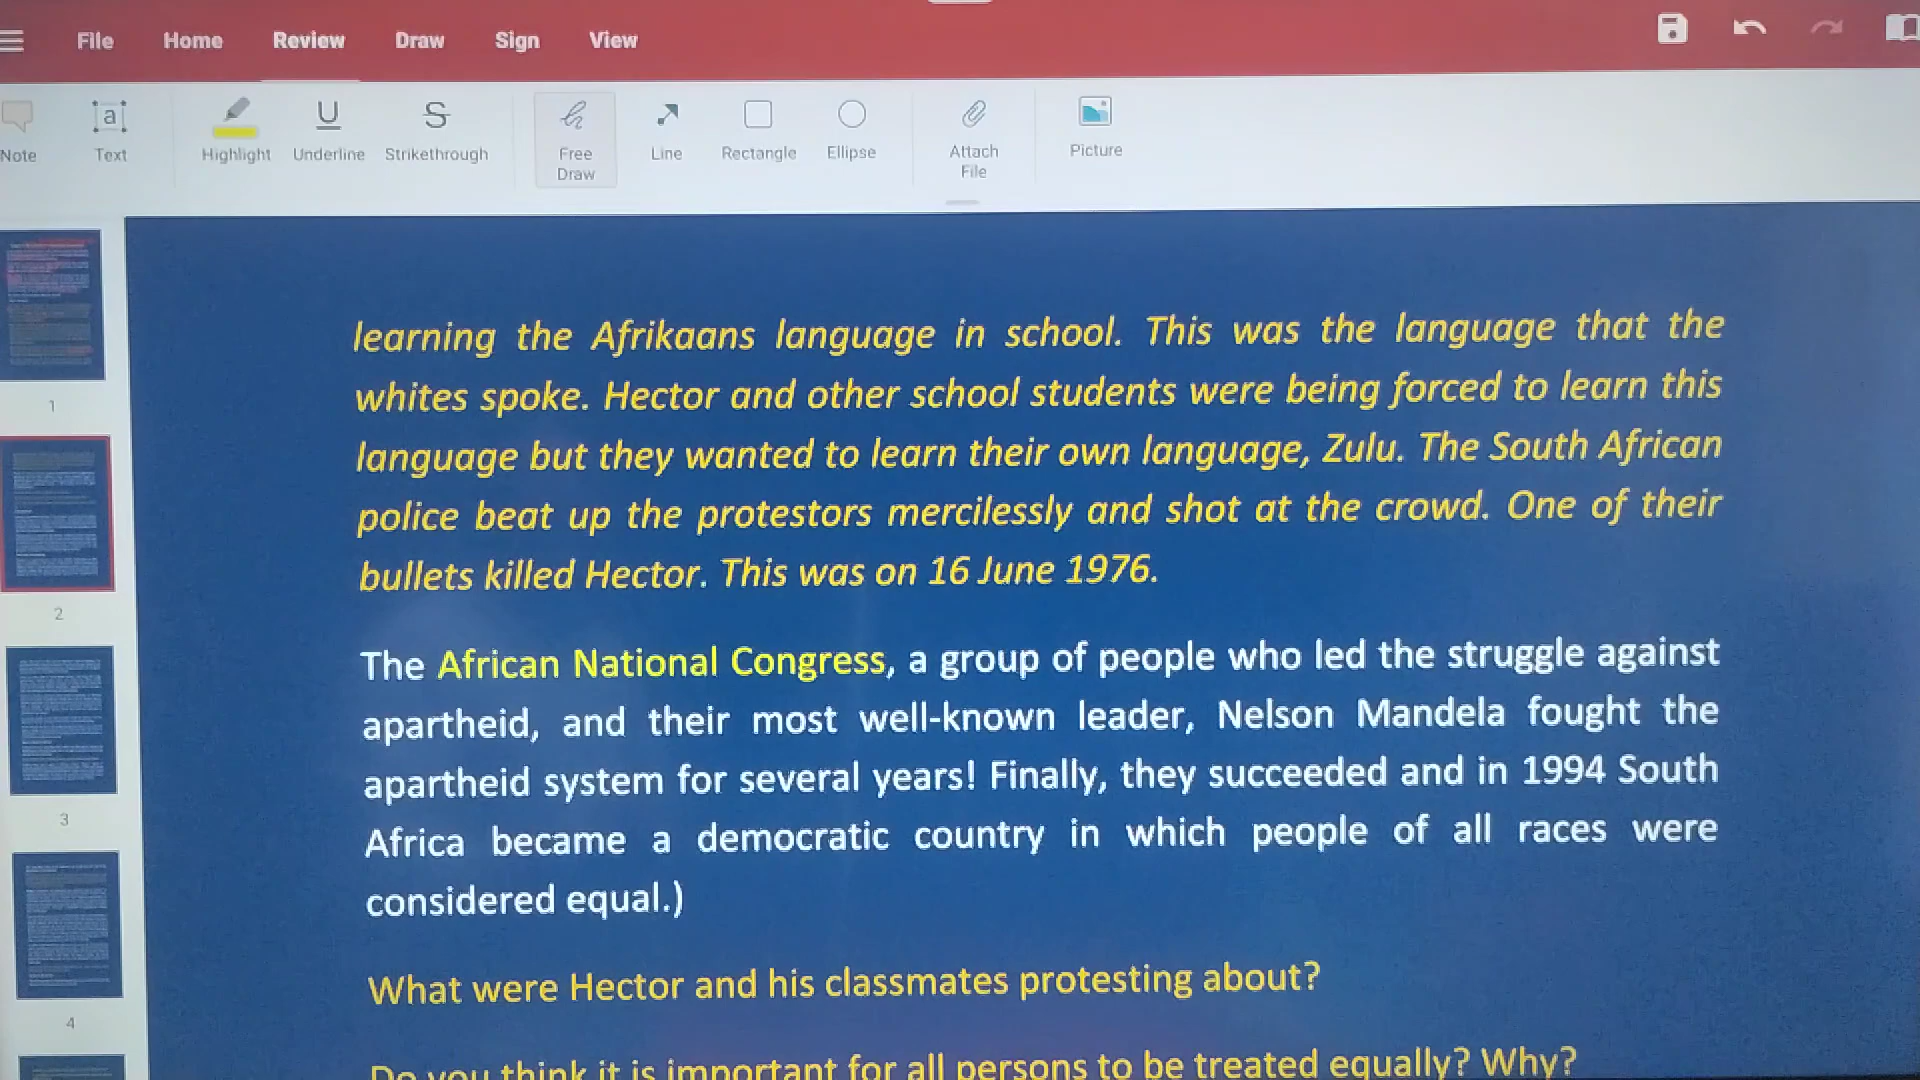 File Home Review Draw Sign View
Note Text Highlight Underline Strikethrough Free Draw Line Rectangle Ellipse Attach File Picture
learning the Afrikaans language in school. This was the language that the
whites spoke. Hector and other school students were being forced to learn this
language but they wanted to learn their own language, Zulu. The South African
police beat up the protestors mercilessly and shot at the crowd. One of their
bullets killed Hector. This was on 16 June 1976.
The African National Congress, a group of people who led the struggle against
apartheid, and their most well-known leader, Nelson Mandela fought the
apartheid system for several years! Finally, they succeeded and in 1994 South
Africa became a democratic country in which people of all races were
considered equal.)
What were Hector and his classmates protesting about?
Do you think it is important for all persons to be treated equally? Why?
1
2
3
4